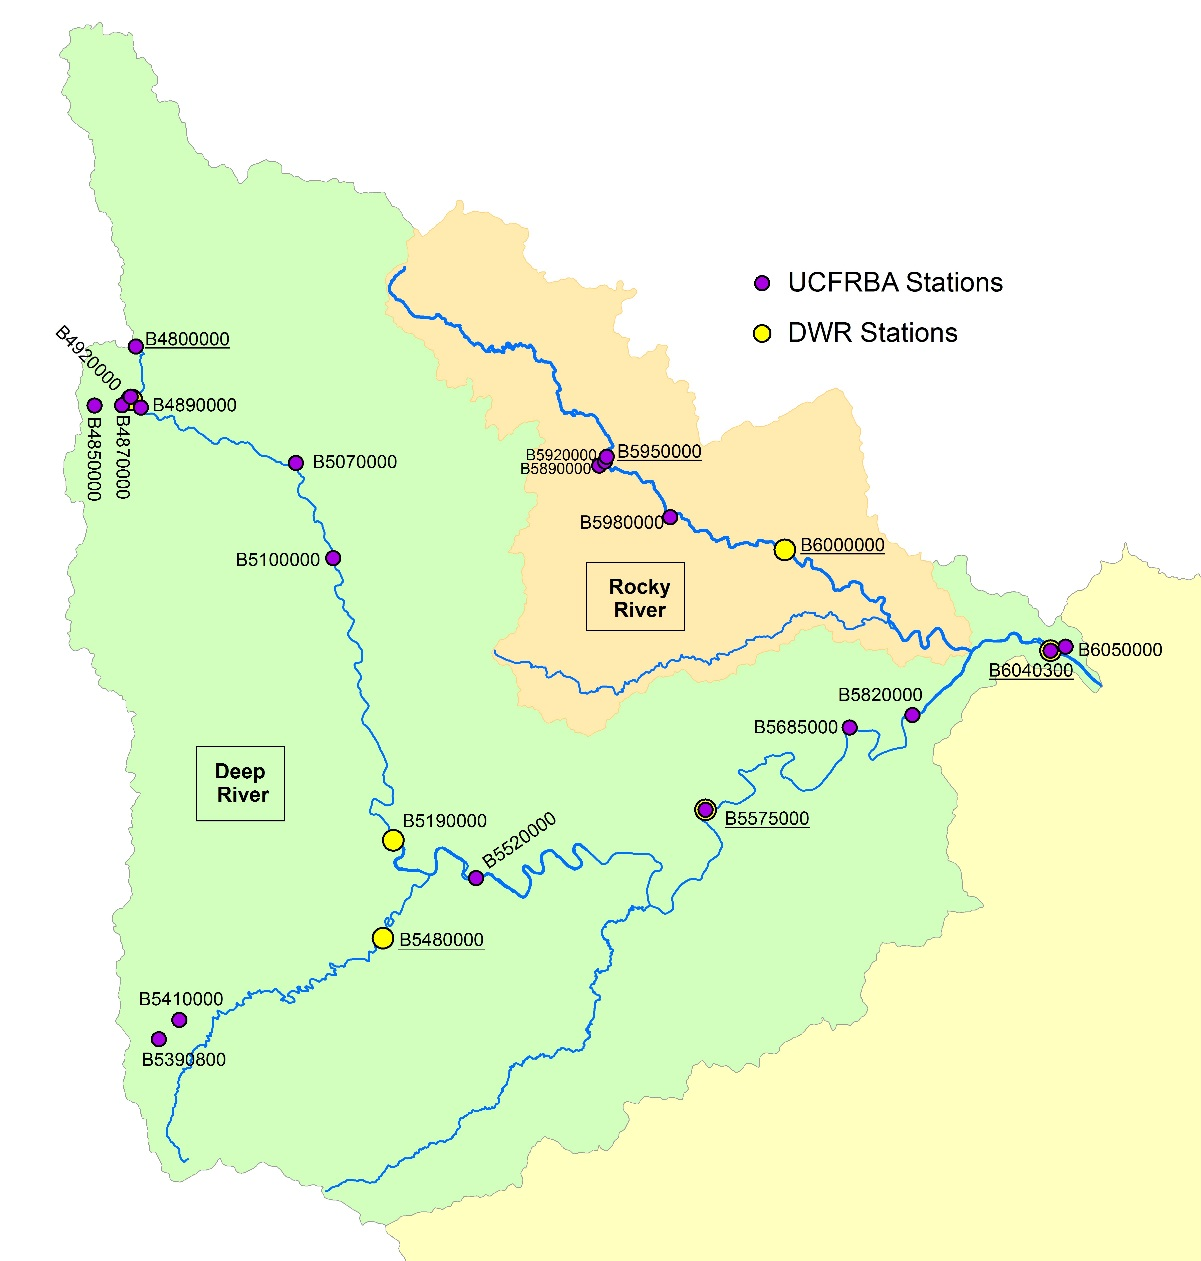 UCFRBA Stations
DWR Stations
B4800000
B4920000
B4890000
B4850000
B4870000
B5070000
B5920000
B5950000
B5890000
B5980000
B6000000
B5100000
Rocky
River
B6050000
B6040300
B5820000
B5685000
Deep
River
B5575000
B5190000
B5520000
B5480000
B5410000
B5390800